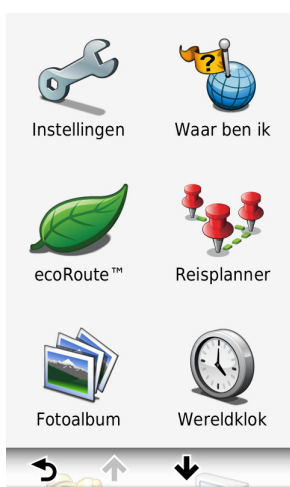 Instellingen
Waar ben ik
ecoRoute™
Reisplanner
Fotoalbum
Wereldklok